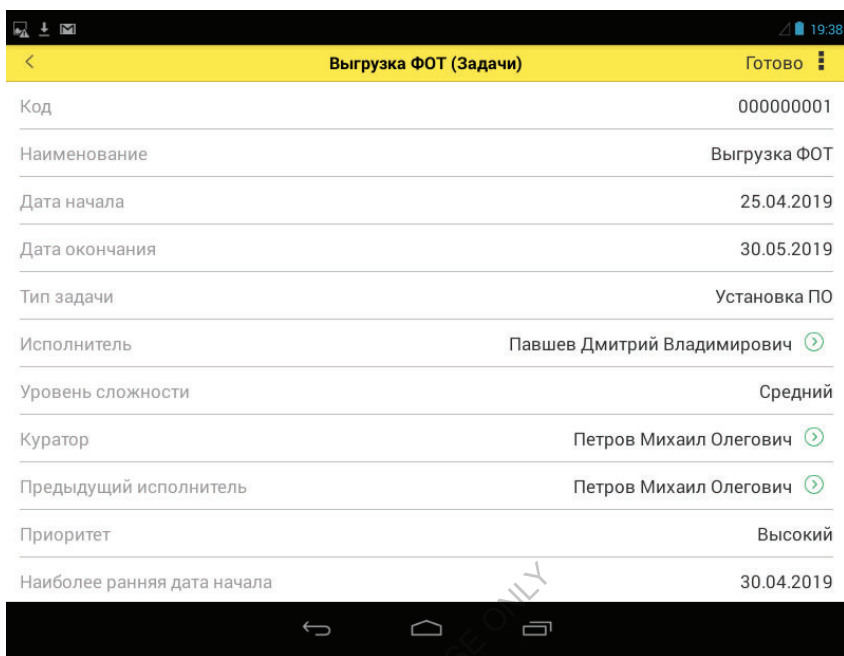 19:38
Выгрузка ФОТ (Задачи) Готово
Код 000000001
Наименование Выгрузка ФОТ
Дата начала 25.04.2019
Дата окончания 30.05.2019
Тип задачи Установка ПО
Исполнитель Павшев Дмитрий Владимирович
Уровень сложности Средний
Куратор Петров Михаил Олегович
Предыдущий исполнитель Петров Михаил Олегович
Приоритет Высокий
Наиболее ранняя дата начала 30.04.2019
ONLY